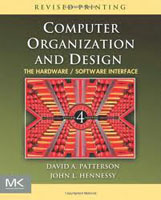 REVISED PRINTING
COMPUTER
ORGANIZATION
AND DESIGN
THE HARDWARE / SOFTWARE INTERFACE
4
DAVID A. PATTERSON
JOHN L. HENNESSY
MK